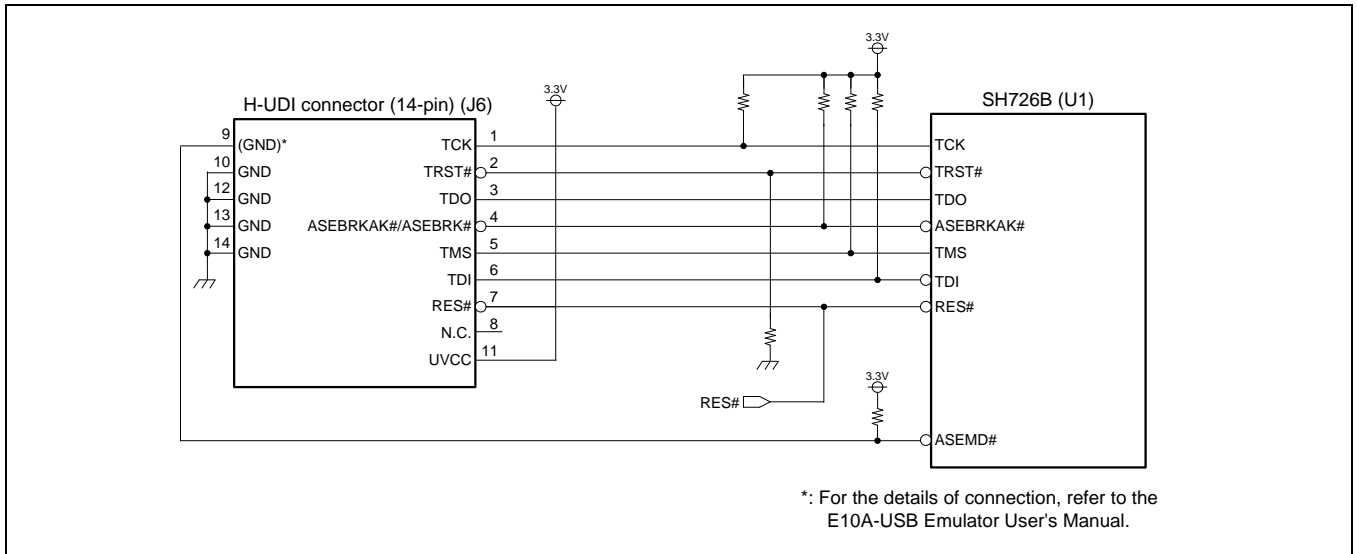 3.3V
3.3V
H-UDI connector (14-pin) (J6)
SH726B (U1)
9 (GND)* TCK 1 TCK
10 GND TRST# 2 TRST#
12 GND TDO 3 TDO
13 GND ASEBRKAK#/ASEBRK# 4 ASEBRKAK#
14 GND TMS 5 TMS
TDI 6 TDI
RES# 7 RES#
N.C. 8
UVCC 11
3.3V
RES#
ASEMD#
*: For the details of connection, refer to the
E10A-USB Emulator User's Manual.